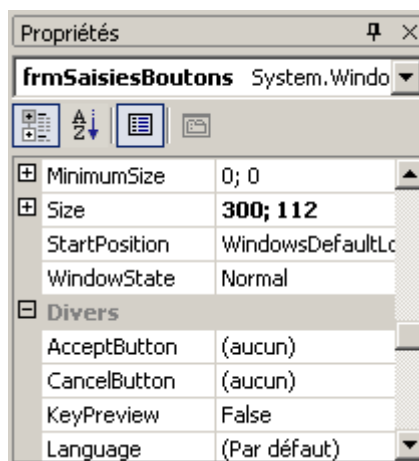 Propriétés
frmSaisiesBoutons System.Windo
MinimumSize 0; 0
Size 300; 112
StartPosition WindowsDefaultLo
WindowState Normal
Divers
AcceptButton (aucun)
CancelButton (aucun)
KeyPreview False
Language (Par défaut)